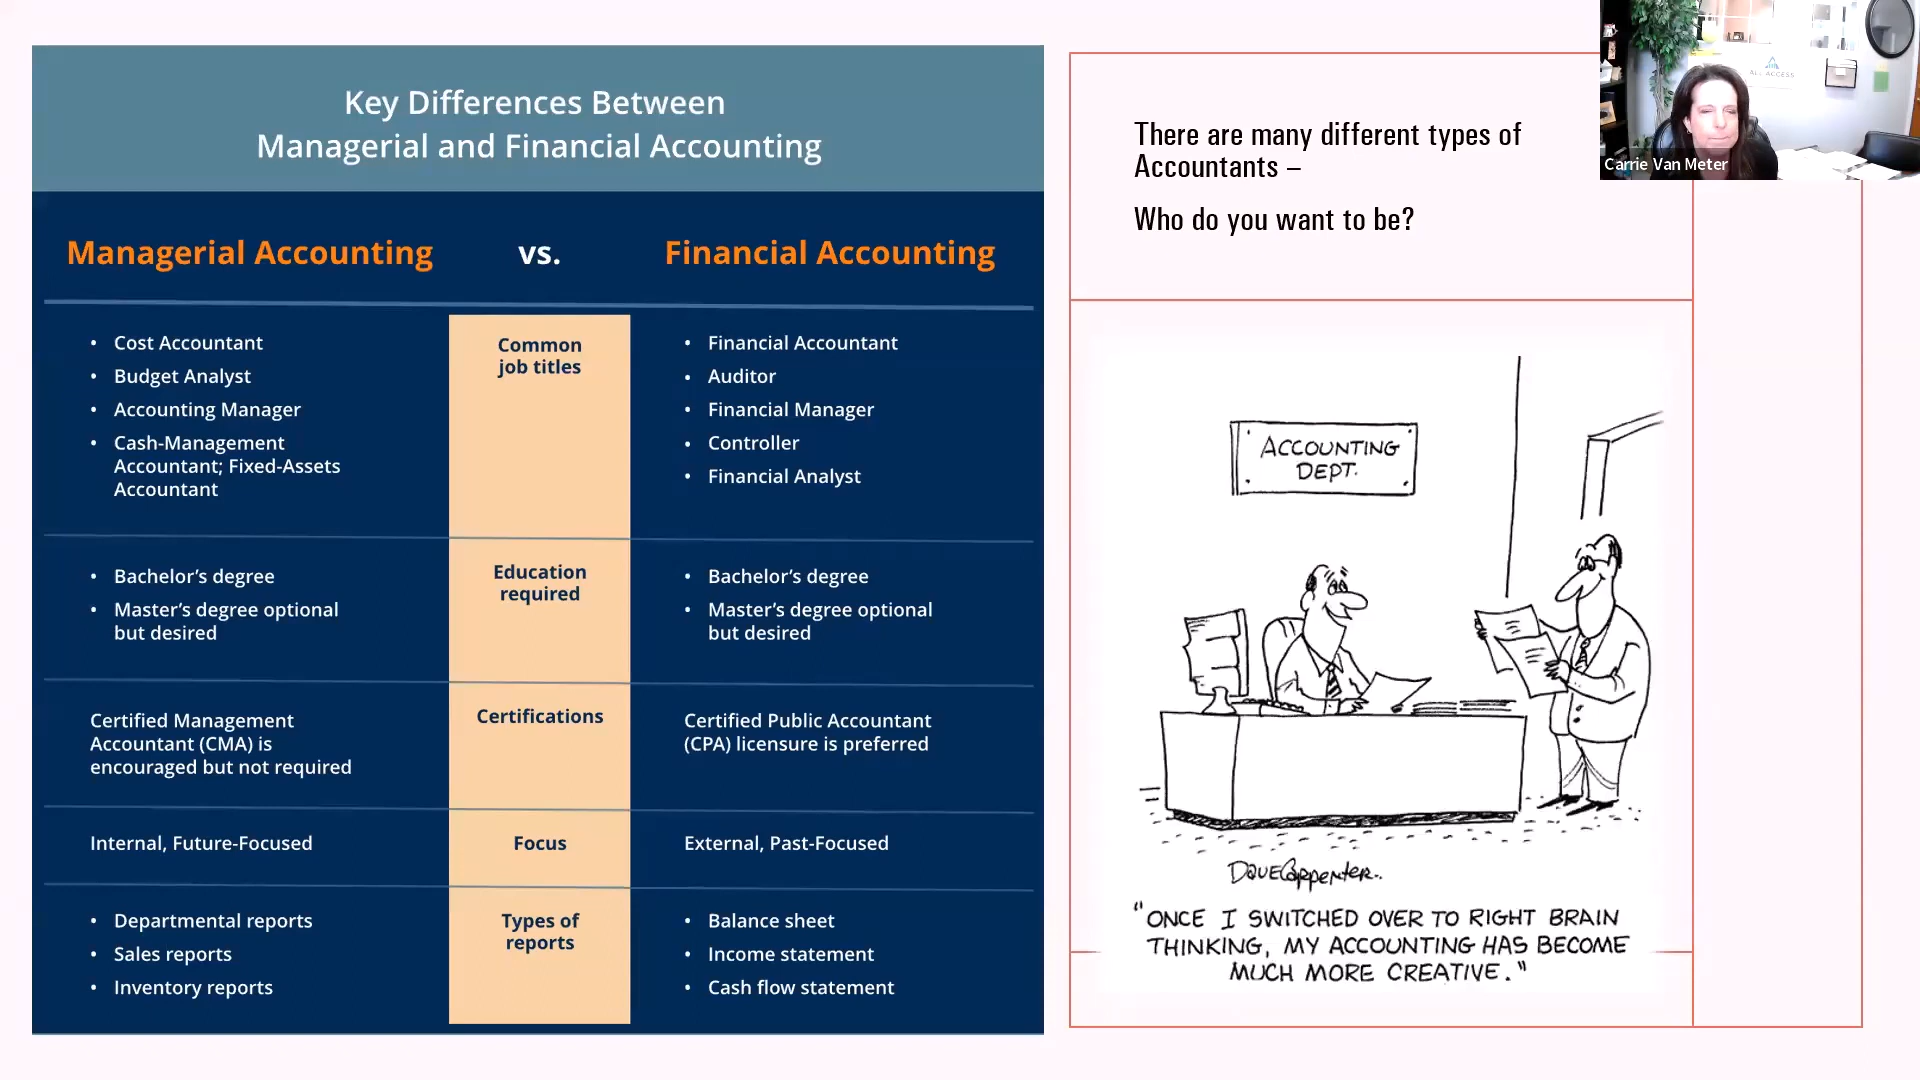 Key Differences Between
Managerial and Financial Accounting
Managerial Accounting vs. Financial Accounting
• Cost Accountant
• Budget Analyst
• Accounting Manager
• Cash-Management
Accountant; Fixed-Assets
Accountant
Common
job titles
• Financial Accountant
• Auditor
• Financial Manager
• Controller
• Financial Analyst
• Bachelor’s degree
• Master’s degree optional
but desired
Education
required
• Bachelor’s degree
• Master’s degree optional
but desired
Certified Management
Accountant (CMA) is
encouraged but not required
Certifications
Certified Public Accountant
(CPA) licensure is preferred
Internal, Future-Focused
Focus
External, Past-Focused
• Departmental reports
• Sales reports
• Inventory reports
Types of
reports
• Balance sheet
• Income statement
• Cash flow statement
There are many different types of
Accountants –
Who do you want to be?
ALL ACCESS
Carrie Van Meter
ACCOUNTING
DEPT.
DAVE CARPENTER..
"ONCE I SWITCHED OVER TO RIGHT BRAIN
THINKING, MY ACCOUNTING HAS BECOME
MUCH MORE CREATIVE."